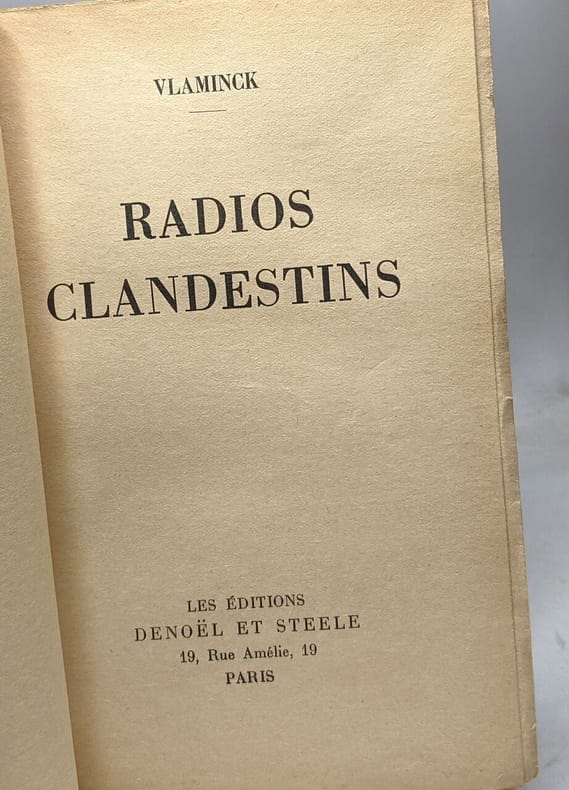 VLAMINCK
RADIOS
CLANDESTINS
LES ÉDITIONS
DENOËL ET STEELE
19, Rue Amélie, 19
PARIS